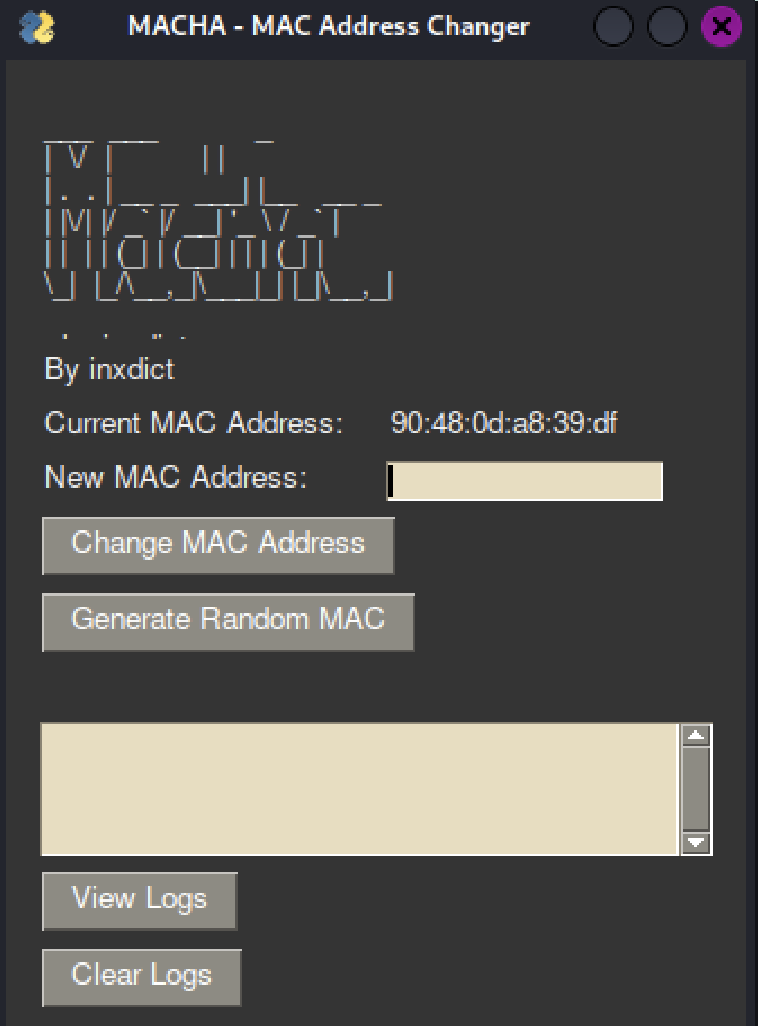 MACHA - MAC Address Changer
By inxdict
Current MAC Address: 90:48:0d:a8:39:df
New MAC Address:
Change MAC Address
Generate Random MAC
View Logs
Clear Logs